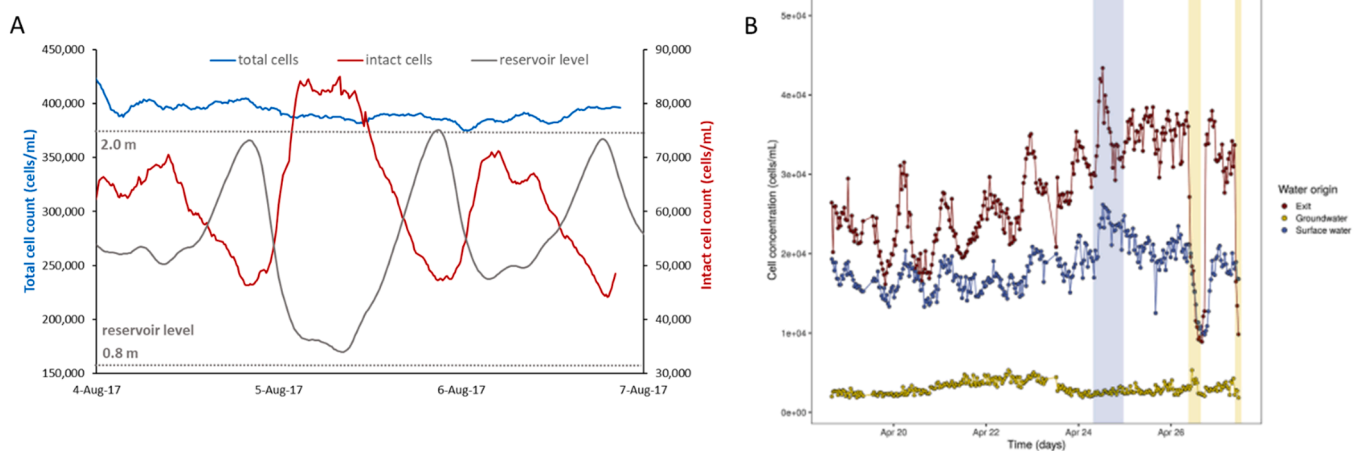 A
450,000
400,000
350,000
300,000
250,000
200,000
150,000
Total cell count (cells/mL)
total cells
intact cells
reservoir level
2.0 m
reservoir level
0.8 m
90,000
80,000
70,000
60,000
50,000
40,000
30,000
Intact cell count (cells/mL)
4-Aug-17
5-Aug-17
6-Aug-17
7-Aug-17
B
5e+04
4e+04
3e+04
2e+04
1e+04
0e+00
Cell concentration (cells/mL)
Apr 20
Apr 22
Apr 24
Apr 26
Time (days)
Water origin
Exit
Groundwater
Surface water